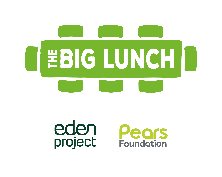 THE BIG LUNCH
eden project
Pears Foundation